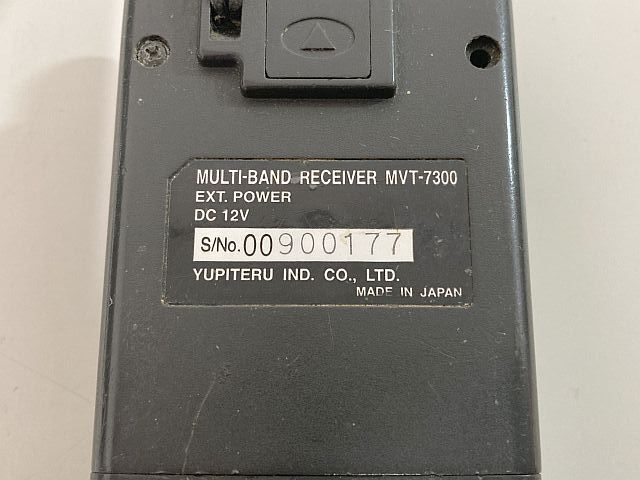 MULTI-BAND RECEIVER MVT-7300
EXT. POWER
DC 12V
S/No. 00900177
YUPITERU IND. CO., LTD.
MADE IN JAPAN